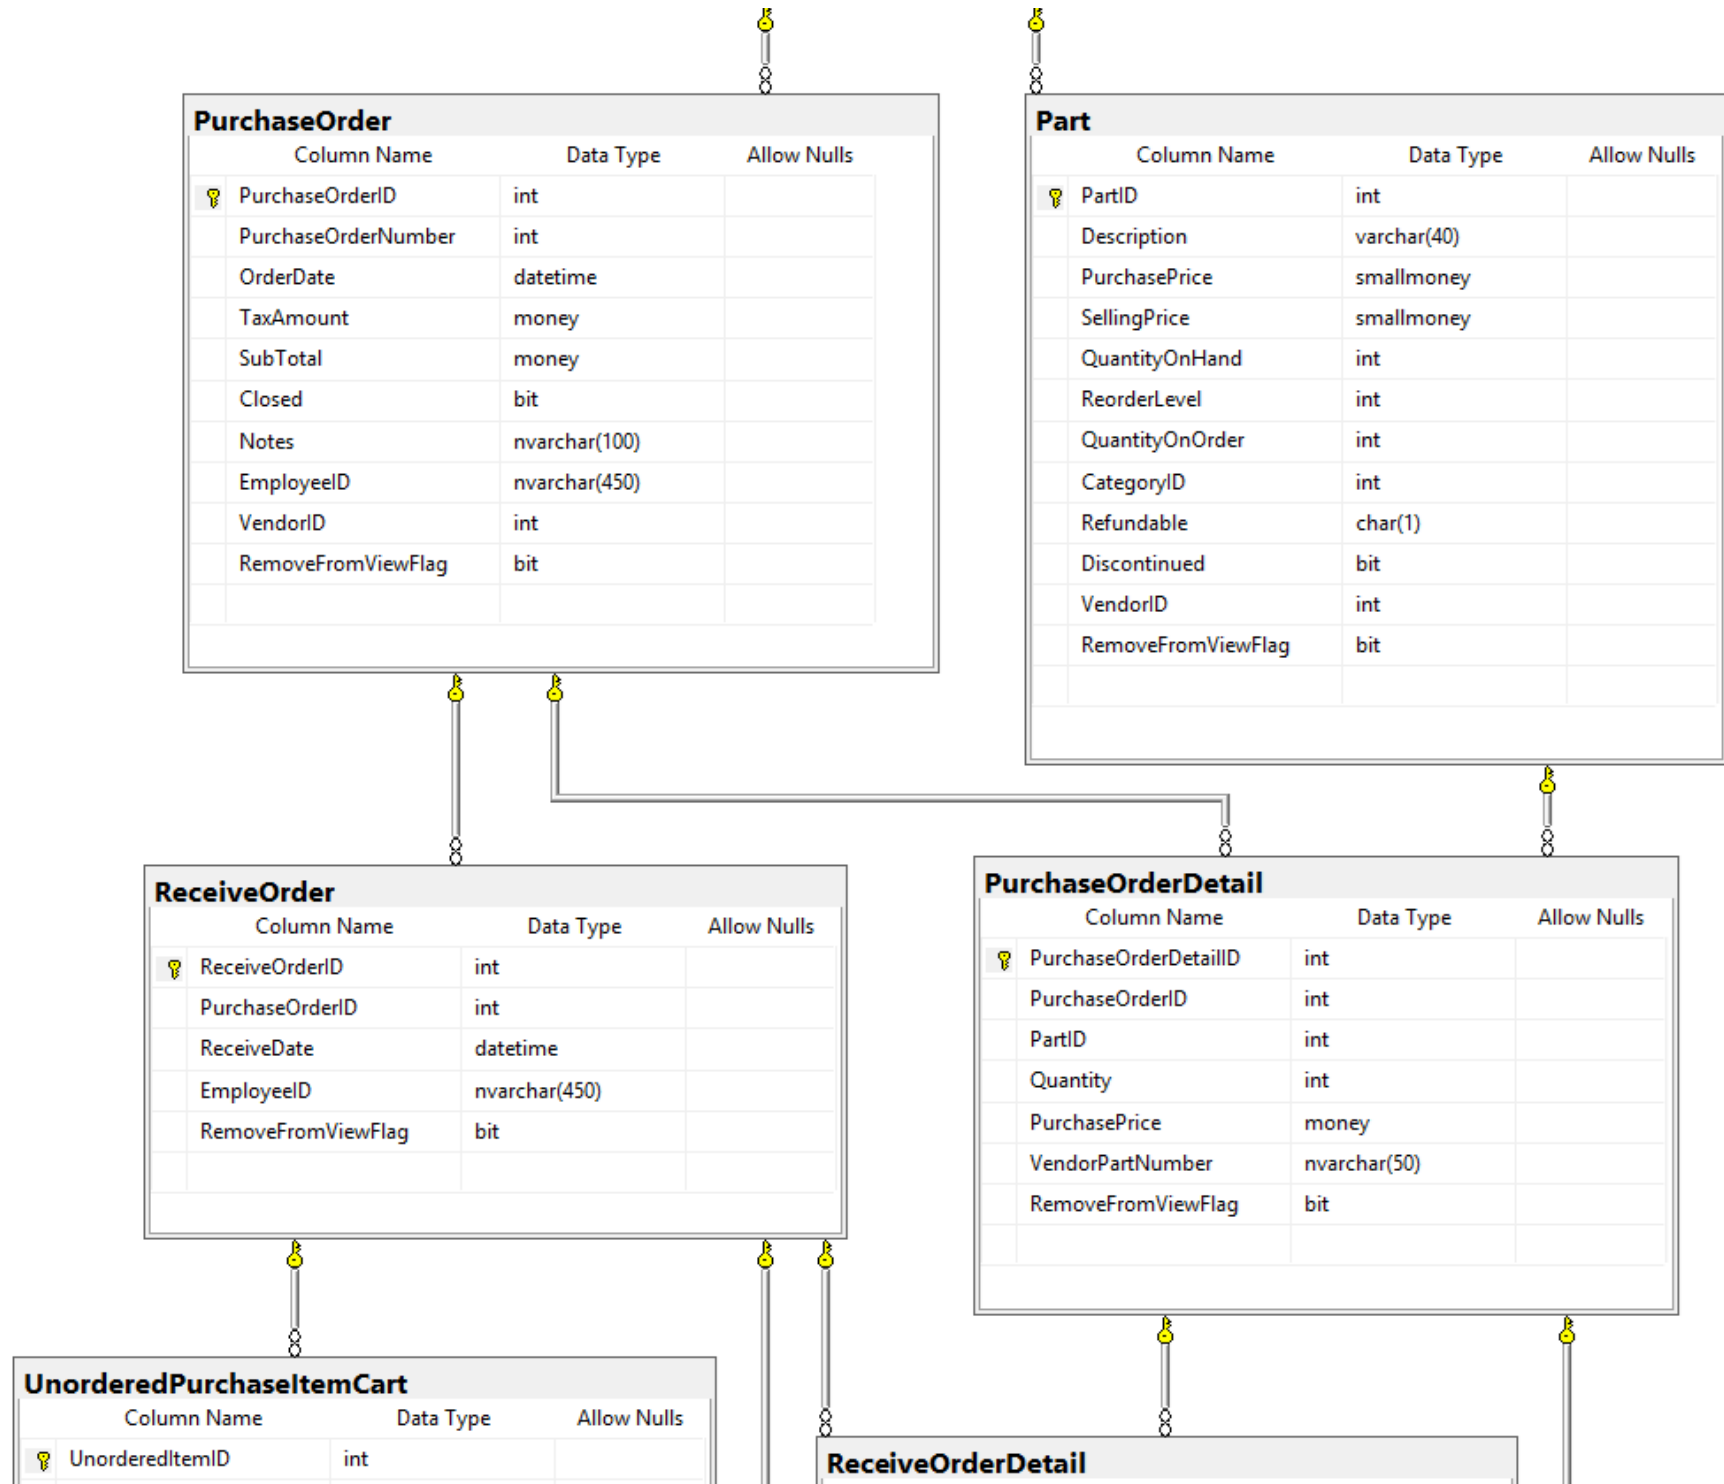 PurchaseOrder
Column Name Data Type Allow Nulls
PurchaseOrderID int
PurchaseOrderNumber int
OrderDate datetime
TaxAmount money
SubTotal money
Closed bit
Notes nvarchar(100)
EmployeeID nvarchar(450)
VendorID int
RemoveFromViewFlag bit
Part
Column Name Data Type Allow Nulls
PartID int
Description varchar(40)
PurchasePrice smallmoney
SellingPrice smallmoney
QuantityOnHand int
ReorderLevel int
QuantityOnOrder int
CategoryID int
Refundable char(1)
Discontinued bit
VendorID int
RemoveFromViewFlag bit
ReceiveOrder
Column Name Data Type Allow Nulls
ReceiveOrderID int
PurchaseOrderID int
ReceiveDate datetime
EmployeeID nvarchar(450)
RemoveFromViewFlag bit
PurchaseOrderDetail
Column Name Data Type Allow Nulls
PurchaseOrderDetailID int
PurchaseOrderID int
PartID int
Quantity int
PurchasePrice money
VendorPartNumber nvarchar(50)
RemoveFromViewFlag bit
UnorderedPurchaseItemCart
Column Name Data Type Allow Nulls
UnorderedItemID int
ReceiveOrderDetail